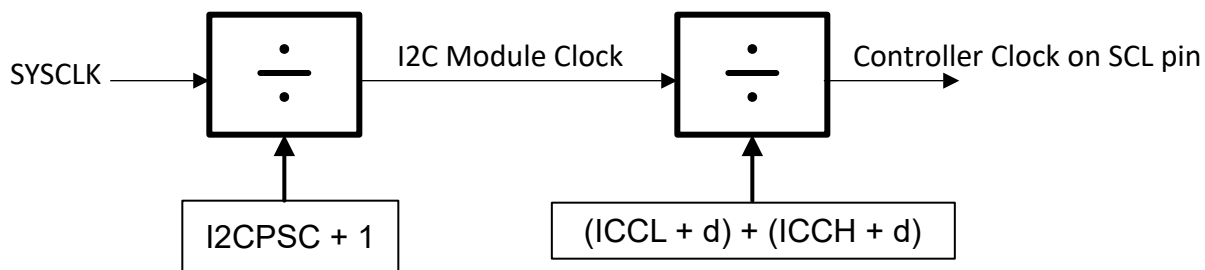 SYSCLK
I2C Module Clock
Controller Clock on SCL pin
I2CPSC + 1
(ICCL + d) + (ICCH + d)